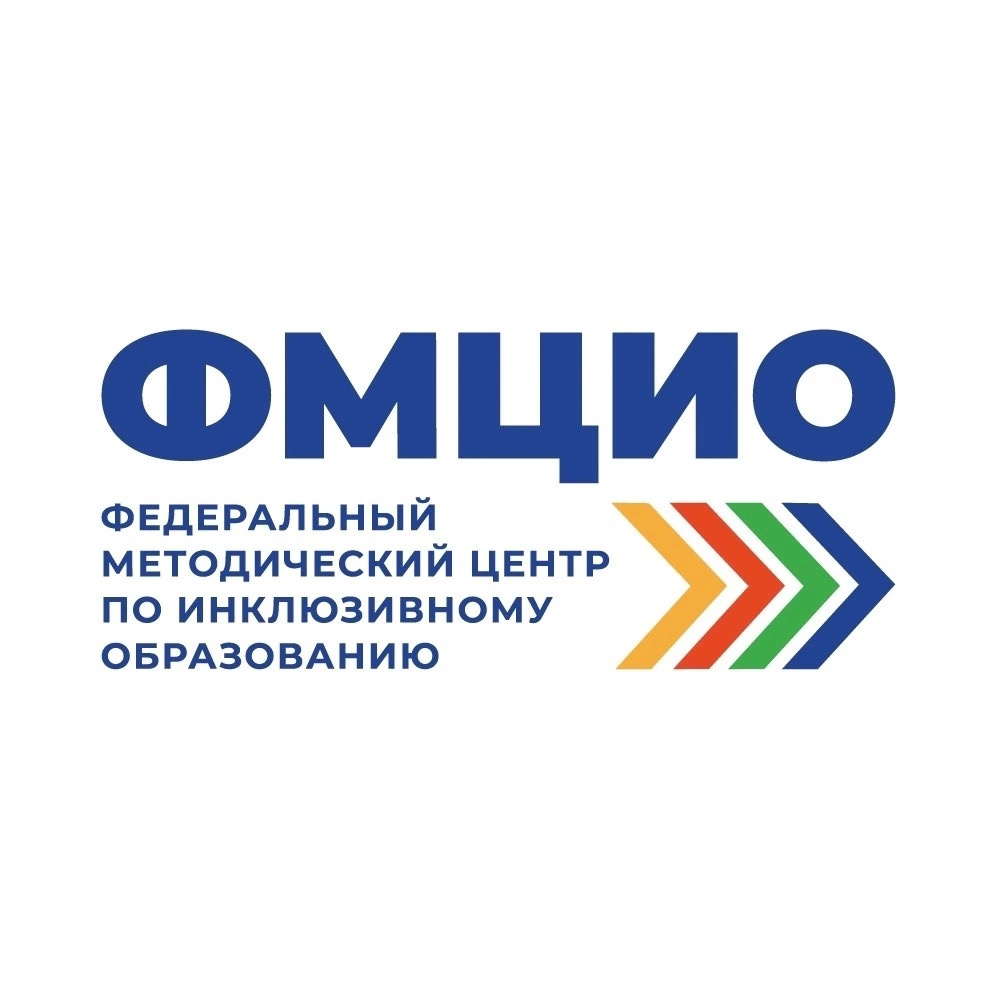 ФМЦИО
ФЕДЕРАЛЬНЫЙ
МЕТОДИЧЕСКИЙ ЦЕНТР
ПО ИНКЛЮЗИВНОМУ
ОБРАЗОВАНИЮ